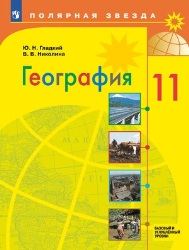 ПОЛЯРНАЯ ЗВЕЗДА
Ю. Н. Гладкий
В. В. Николина
География
11
БАЗОВЫЙ И
УГЛУБЛЁННЫЙ
УРОВНИ